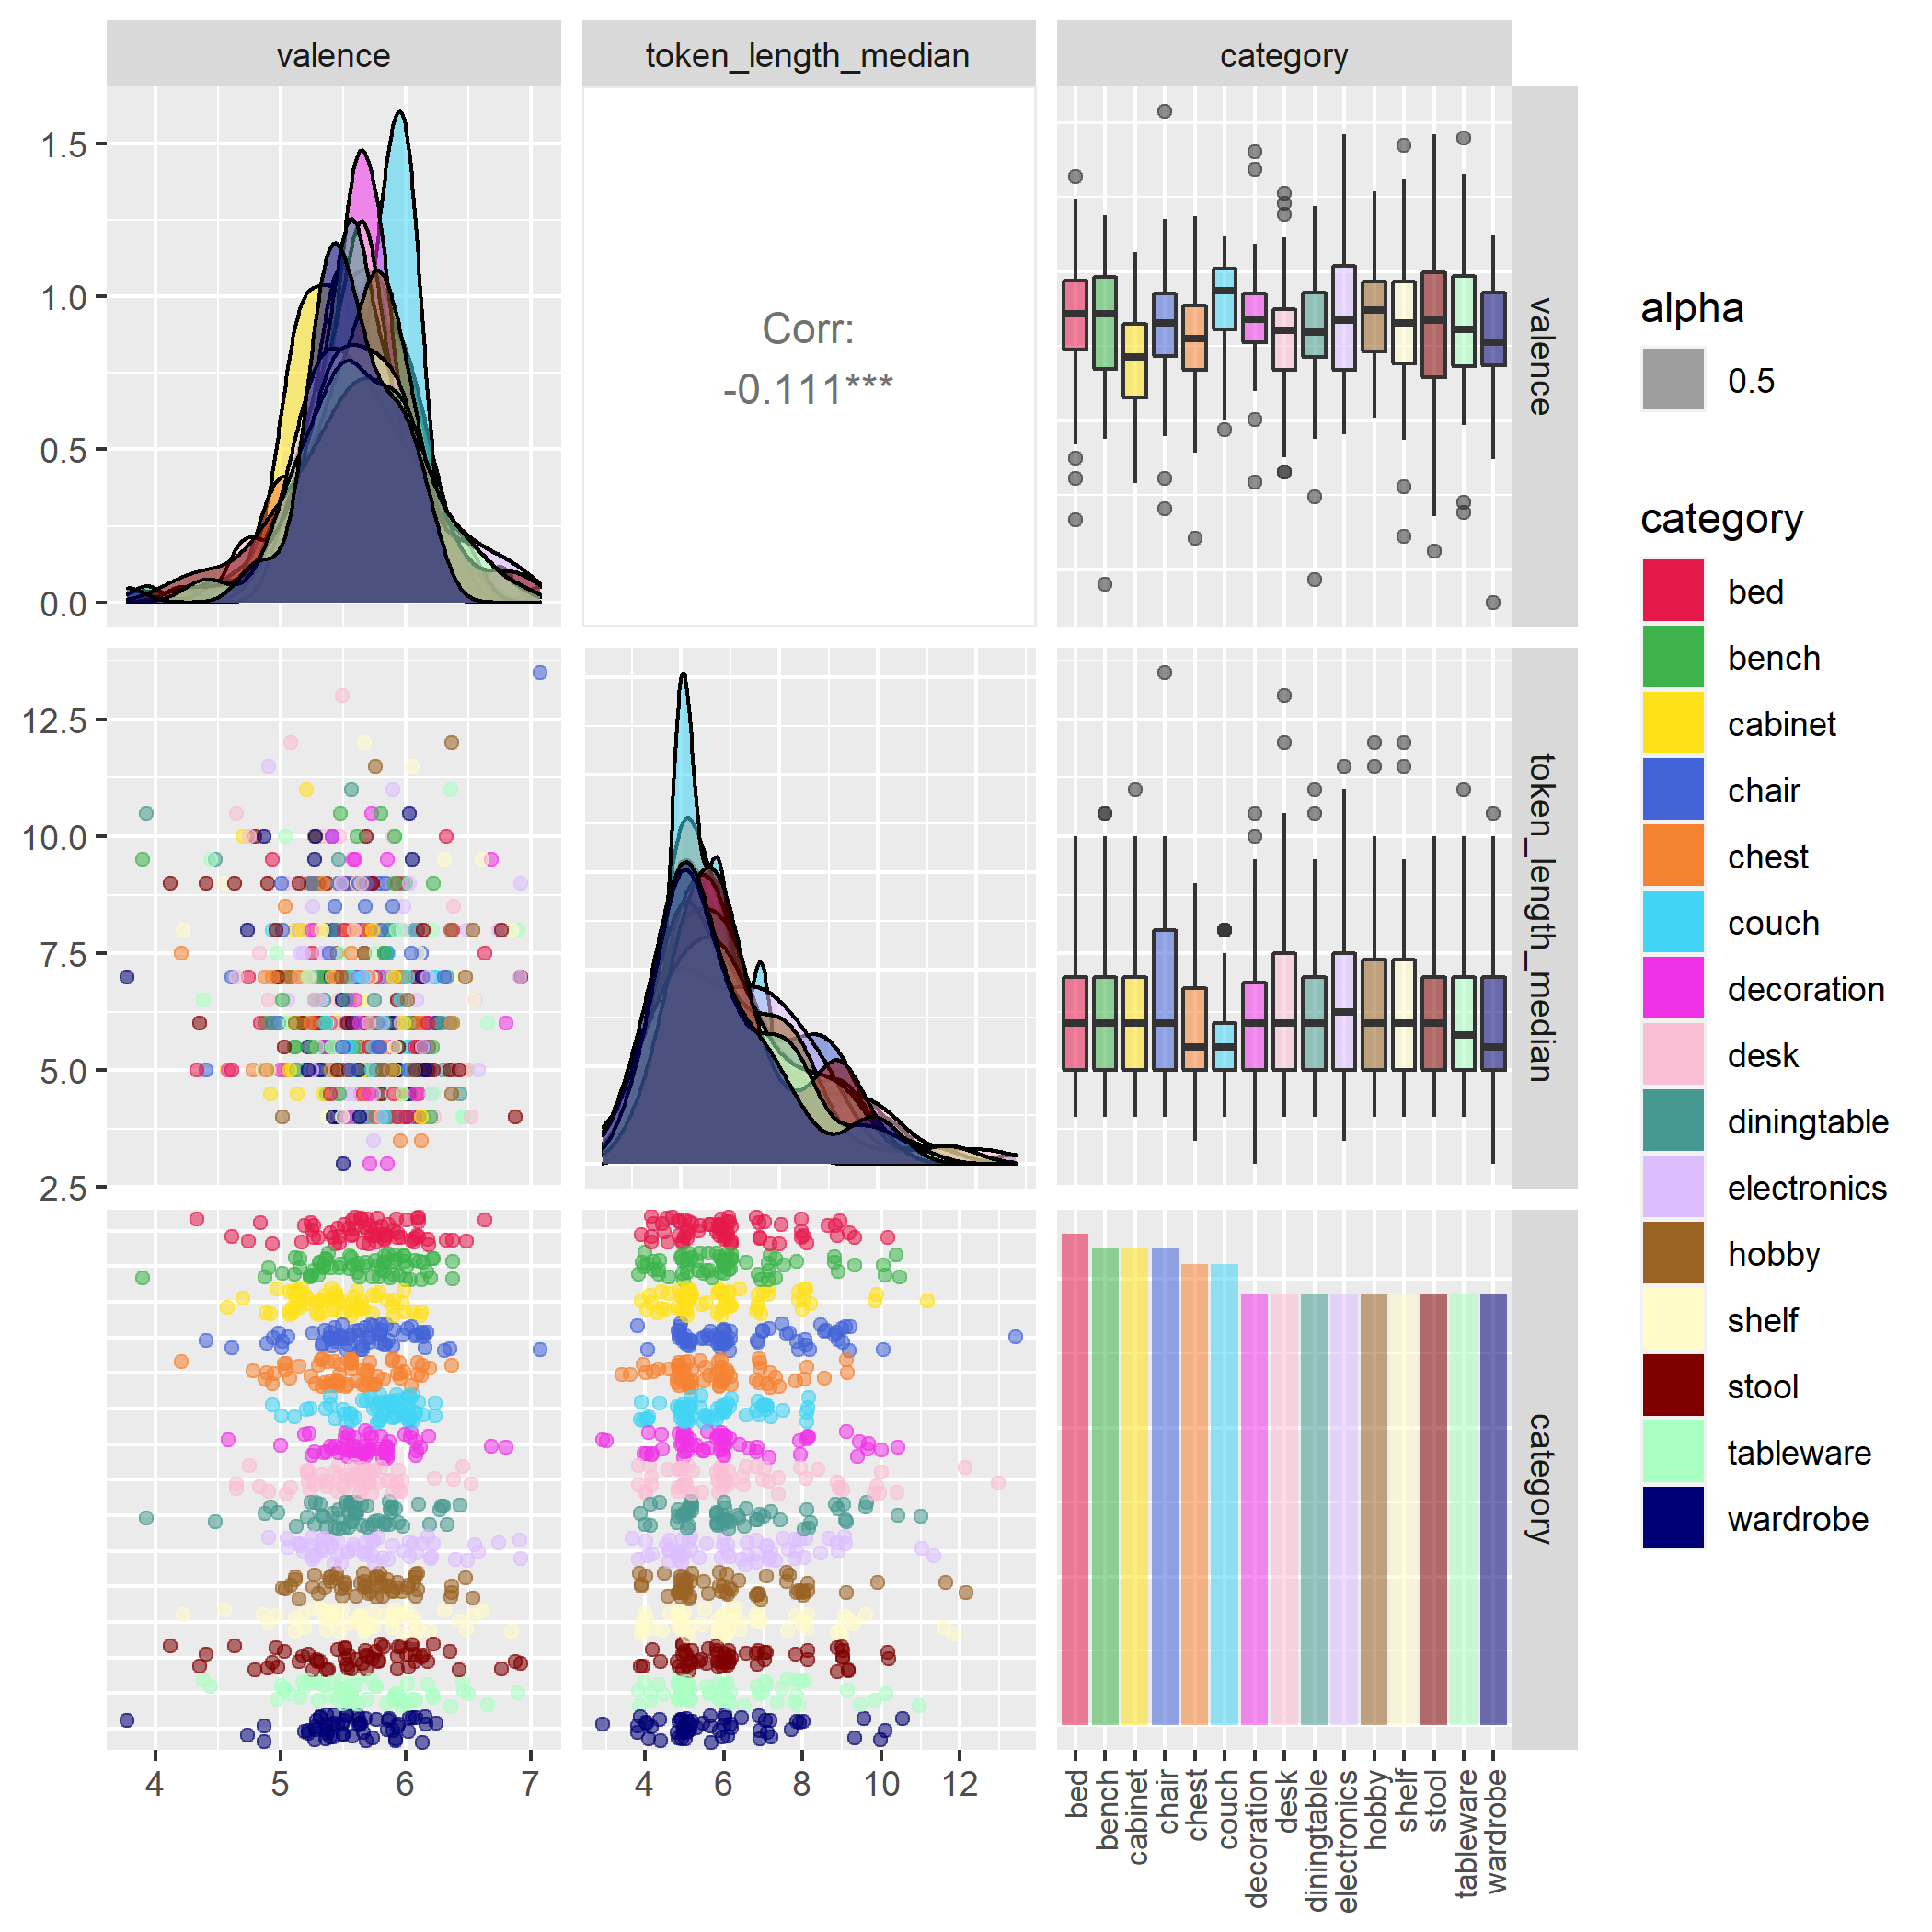 valence
token_length_median
category
1.5
1.0
0.5
0.0
Corr:
-0.111***
valence
12.5
10.0
7.5
5.0
2.5
token_length_median
category
4
5
6
7
4
6
8
10
12
bed
bench
cabinet
chair
chest
couch
decoration
desk
diningtable
electronics
hobby
shelf
stool
tableware
wardrobe
alpha
0.5
category
bed
bench
cabinet
chair
chest
couch
decoration
desk
diningtable
electronics
hobby
shelf
stool
tableware
wardrobe